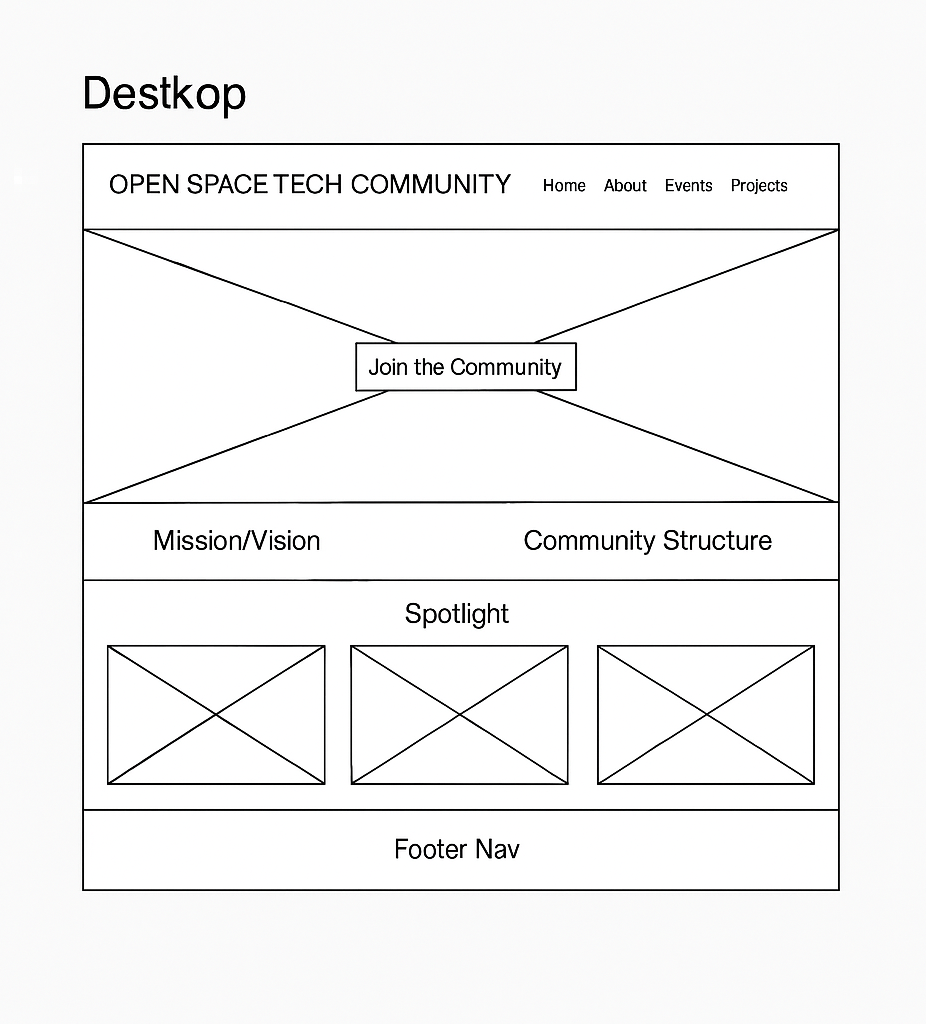 Destkop
OPEN SPACE TECH COMMUNITY Home About Events Projects
Join the Community
Mission/Vision Community Structure
Spotlight
Footer Nav